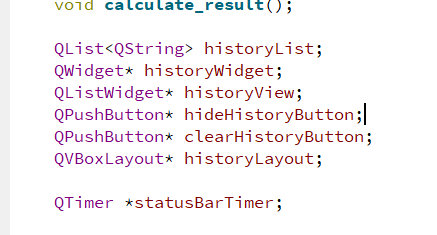 void calculate_result();
QList<QString> historyList;
QWidget* historyWidget;
QListWidget* historyView;
QPushButton* hideHistoryButton;
QPushButton* clearHistoryButton;
QVBoxLayout* historyLayout;
QTimer *statusBarTimer;